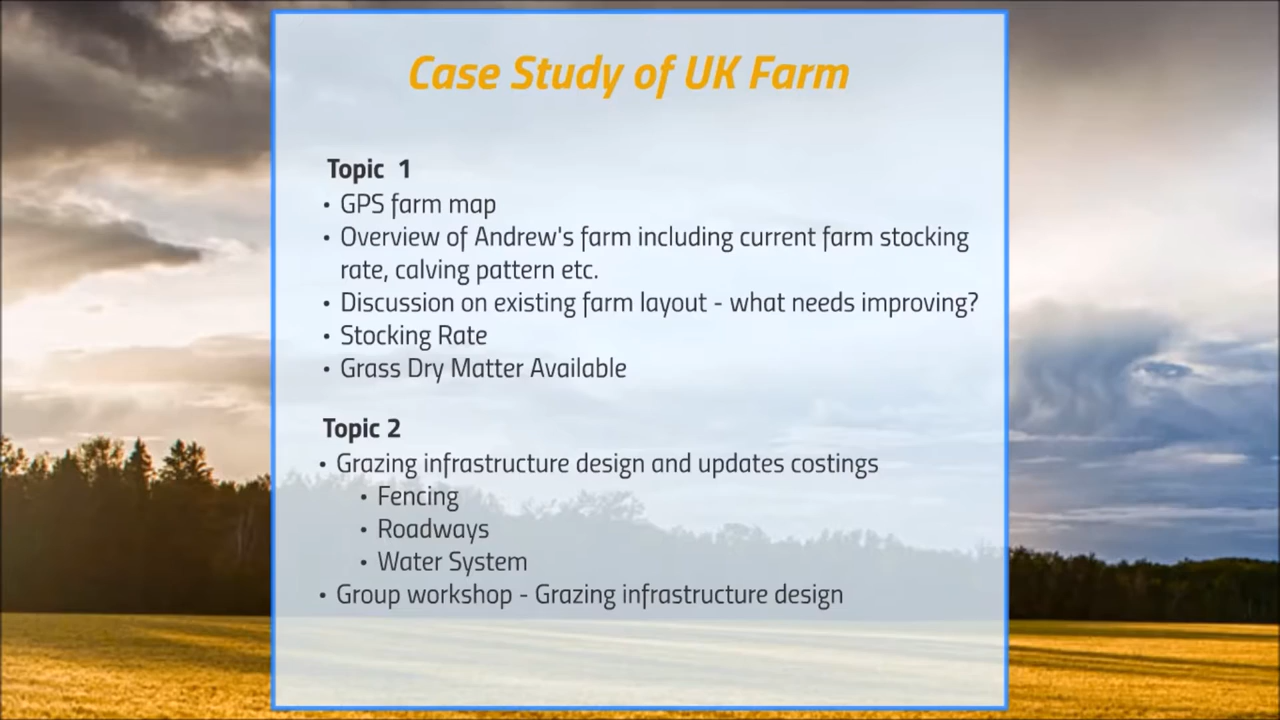 Case Study of UK Farm
Topic 1
• GPS farm map
• Overview of Andrew's farm including current farm stocking
rate, calving pattern etc.
• Discussion on existing farm layout - what needs improving?
• Stocking Rate
• Grass Dry Matter Available
Topic 2
• Grazing infrastructure design and updates costings
• Fencing
• Roadways
• Water System
• Group workshop - Grazing infrastructure design